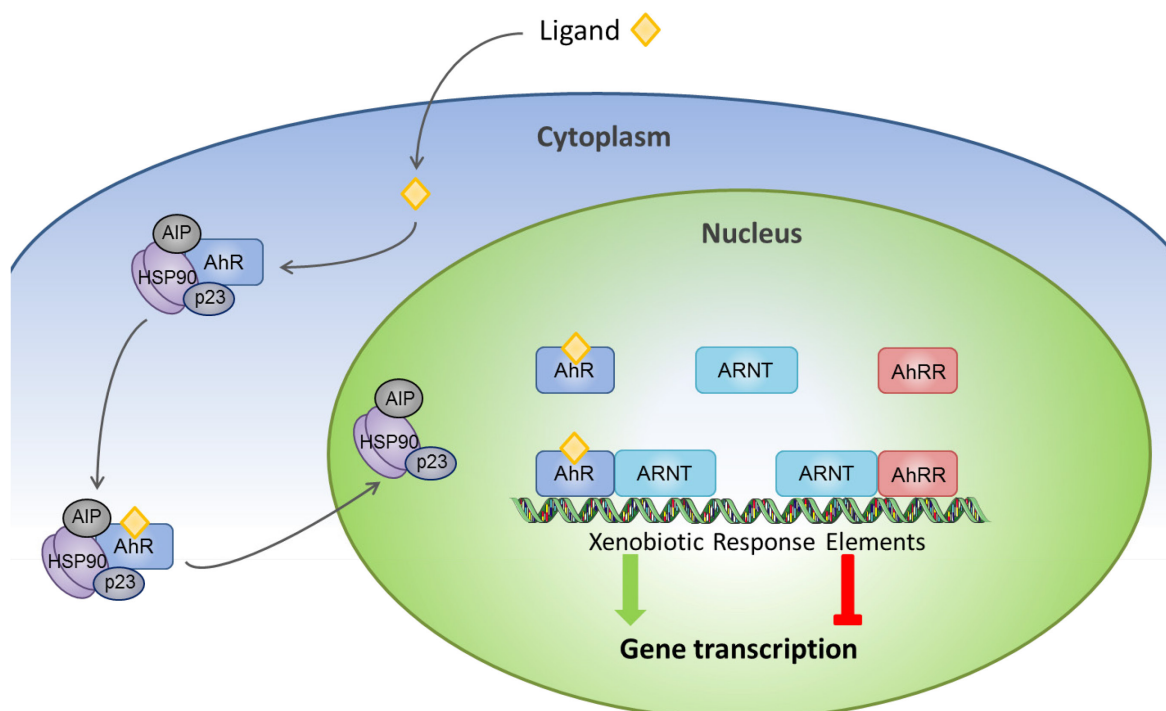 Ligand
Cytoplasm
Nucleus
AIP
AhR
HSP90
p23
AhR
ARNT
AhRR
AIP
HSP90
p23
AhR
ARNT
ARNT
AhRR
AIP
AhR
HSP90
p23
Xenobiotic Response Elements
Gene transcription